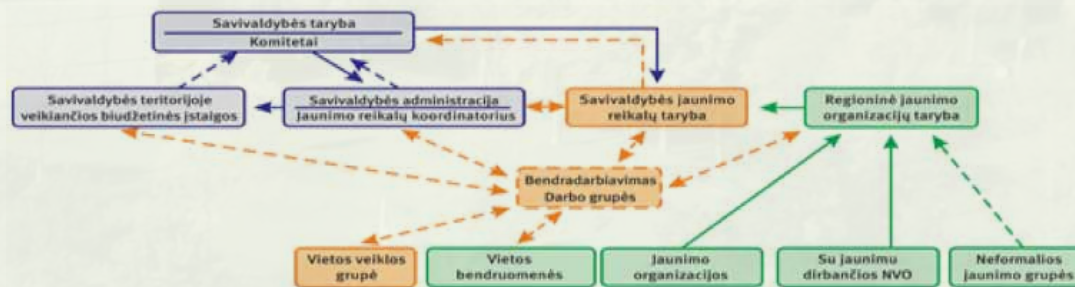 Savivaldybės taryba
Komitetai
Savivaldybės teritorijoje
veikiančios biudžetinės įstaigos
Savivaldybės administracija
Jaunimo reikalų koordinatorius
Savivaldybės jaunimo
reikalų taryba
Regioninė jaunimo
organizacijų taryba
Bendradarbiavimas
Darbo grupės
Vietos veiklos
grupė
Vietos
bendruomenės
Jaunimo
organizacijos
Su jaunimu
dirbančios NVO
Neformalios
jaunimo grupės